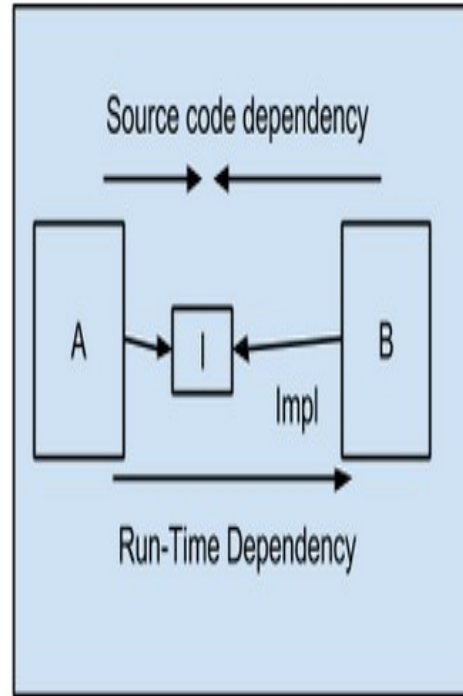 Source code dependency
A
I
B
Impl
Run-Time Dependency